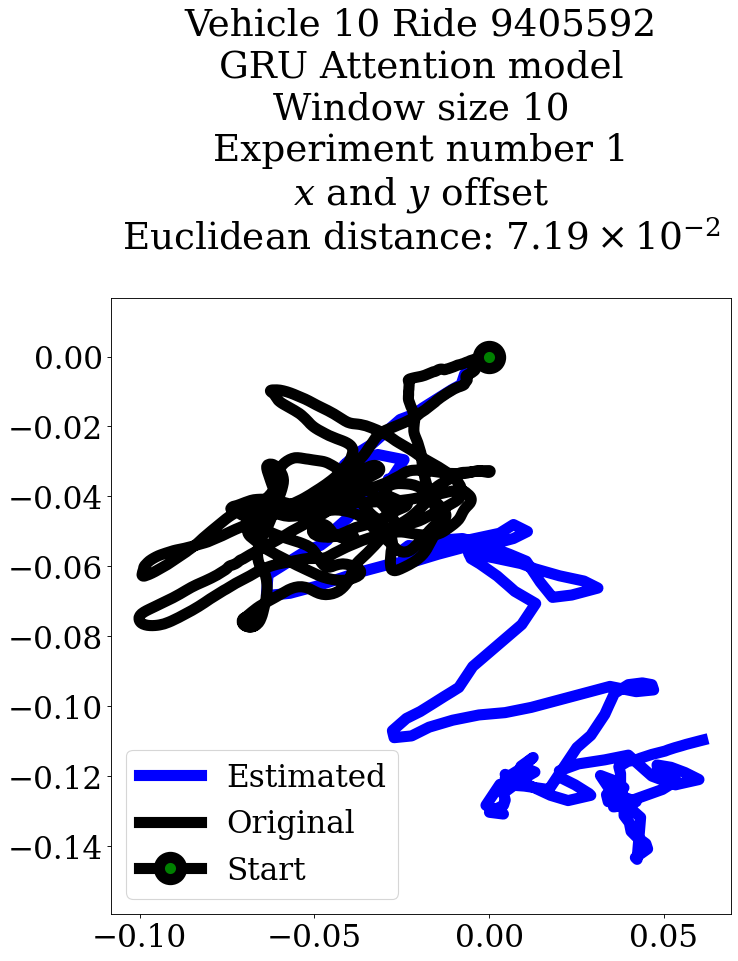 Vehicle 10 Ride 9405592
GRU Attention model
Window size 10
Experiment number 1
x and y offset
Euclidean distance: 7.19 × 10⁻²
0.00
−0.02
−0.04
−0.06
−0.08
−0.10
−0.12
−0.14
Estimated
Original
Start
−0.10
−0.05
0.00
0.05